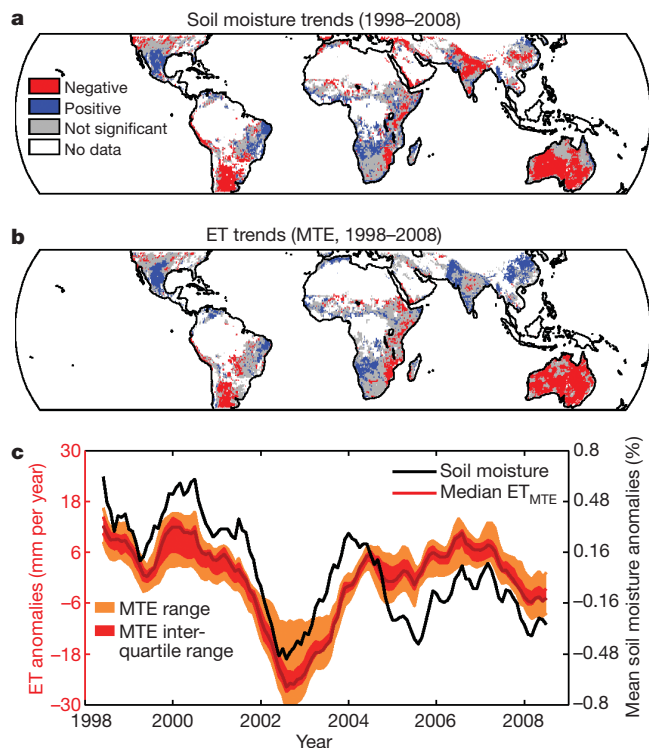 a
Soil moisture trends (1998–2008)
Negative
Positive
Not significant
No data
b
ET trends (MTE, 1998–2008)
c
30
18
6
−6
−18
−30
ET anomalies (mm per year)
0.8
0.48
0.16
−0.16
−0.48
−0.8
Mean soil moisture anomalies (%)
Soil moisture
Median ETMTE
MTE range
MTE inter-
quartile range
1998
2000
2002
2004
2006
2008
Year